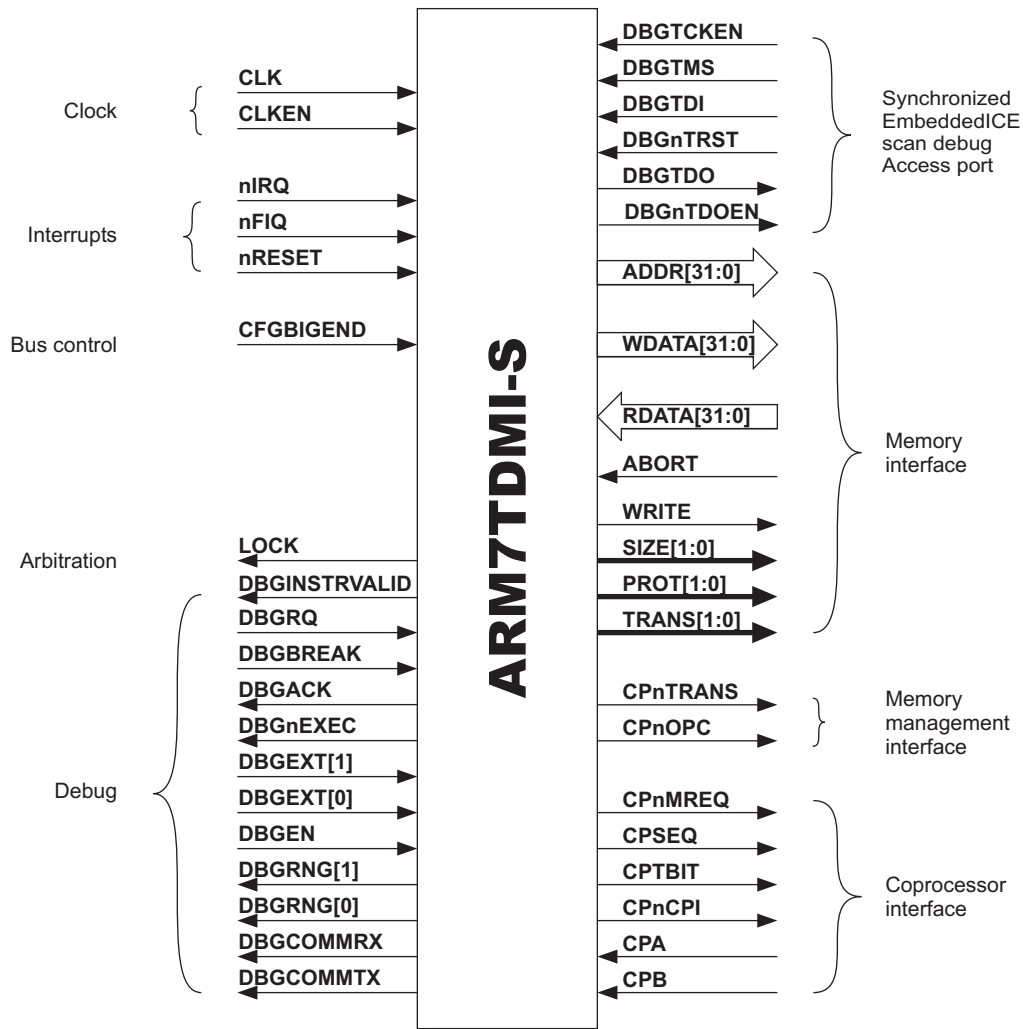 CLK
Clock
CLKEN
nIRQ
Interrupts
nFIQ
nRESET
Bus control
CFGBIGEND
Arbitration
LOCK
DBGINSTRVALID
DBGRQ
DBGBREAK
DBGACK
DBGnEXEC
DBGEXT[1]
Debug
DBGEXT[0]
DBGEN
DBGRNG[1]
DBGRNG[0]
DBGCOMMRX
DBGCOMMTX
ARM7TDMI-S
DBGTCKEN
DBGTMS
DBGTDI
DBGnTRST
DBGTDO
DBGnTDOEN
Synchronized
EmbeddedICE
scan debug
Access port
ADDR[31:0]
WDATA[31:0]
RDATA[31:0]
ABORT
WRITE
SIZE[1:0]
PROT[1:0]
TRANS[1:0]
Memory
interface
CPnTRANS
CPnOPC
Memory
management
interface
CPnMREQ
CPSEQ
CPTBIT
CPnCPI
CPA
CPB
Coprocessor
interface